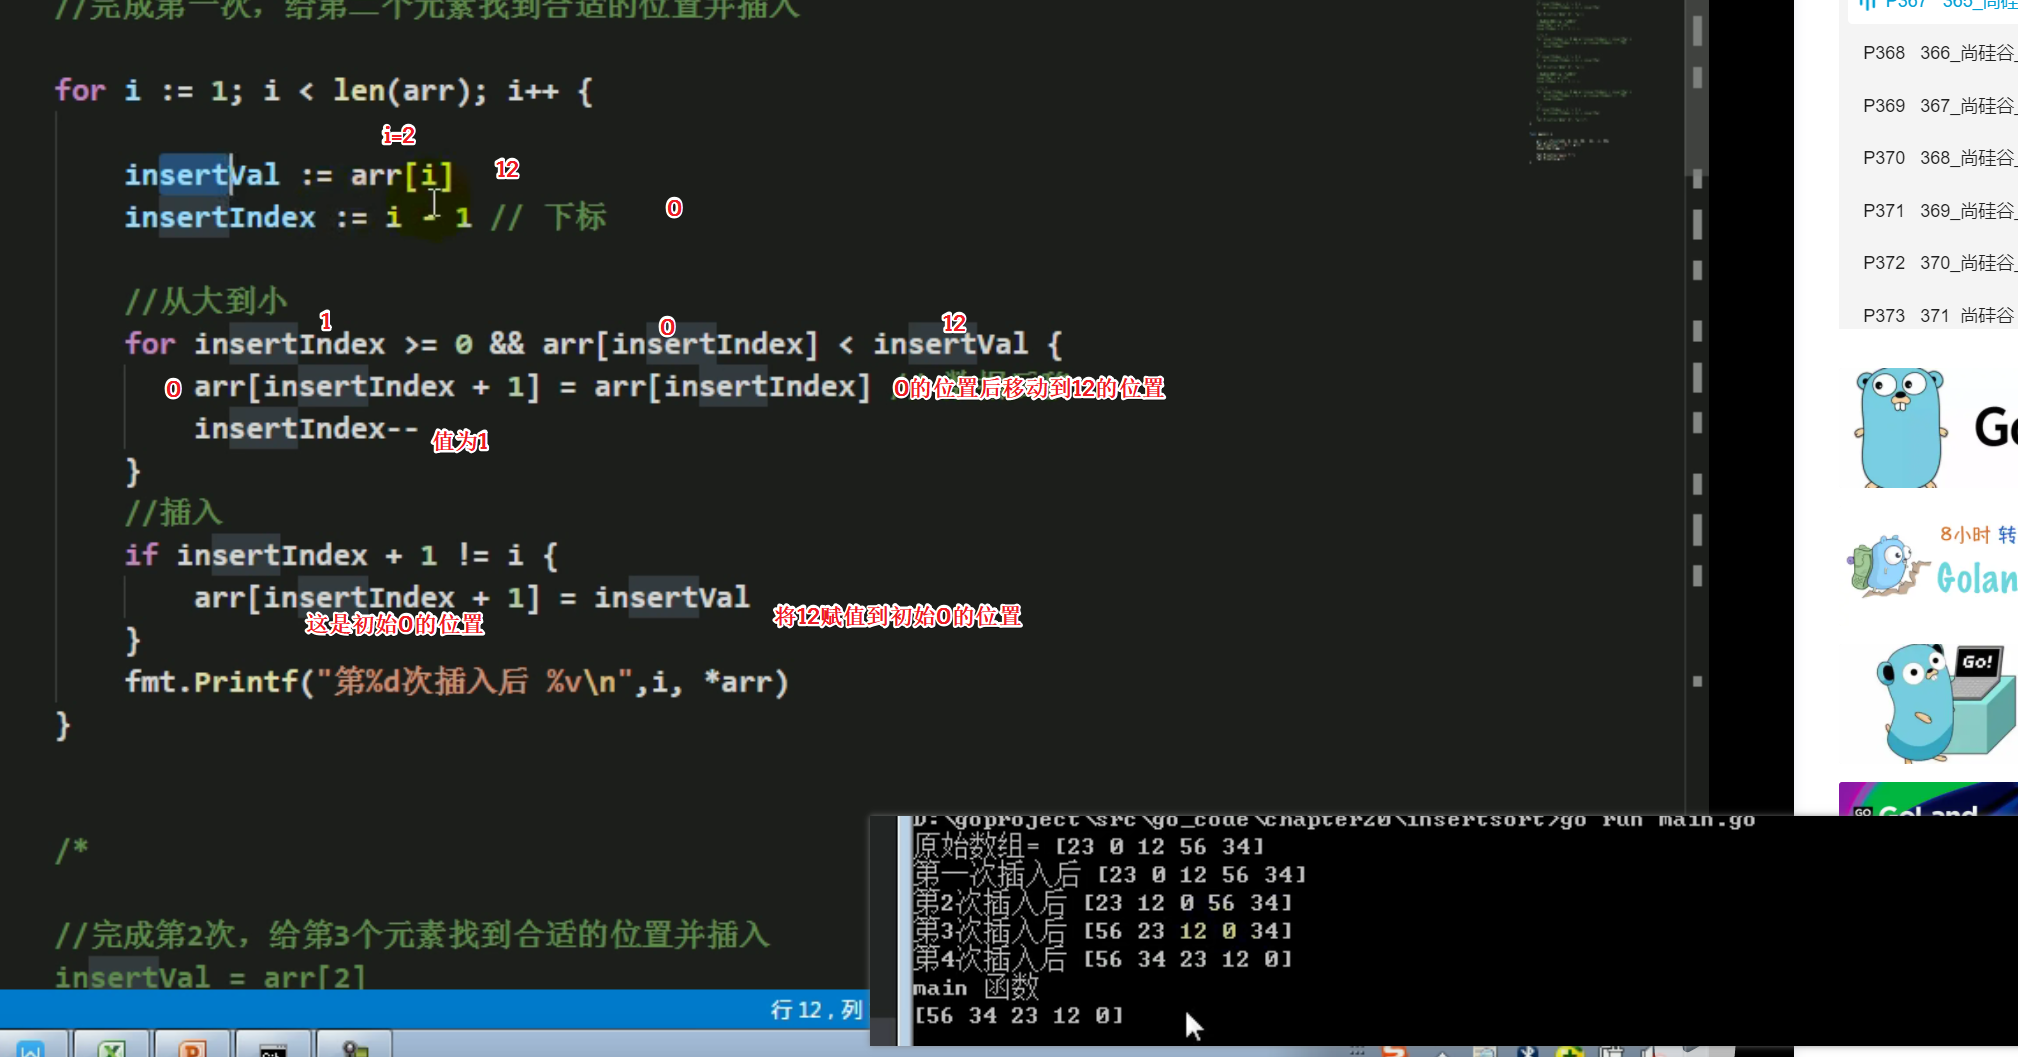 //完成第一次，给第二个元素找到合适的位置并插入
for i := 1; i < len(arr); i++ {
i=2
insertVal := arr[i] 12
insertIndex := i - 1 // 下标 0
//从大到小
1 0 12
for insertIndex >= 0 && arr[insertIndex] < insertVal {
0 arr[insertIndex + 1] = arr[insertIndex] 0的位置后移动到12的位置
insertIndex-- 值为1
}
//插入
if insertIndex + 1 != i {
arr[insertIndex + 1] = insertVal
这是初始0的位置 将12赋值到初始0的位置
}
fmt.Printf("第%d次插入后 %v\n",i, *arr)
}
/*
//完成第2次，给第3个元素找到合适的位置并插入
insertVal = arr[2]
行 12，列
D:\goproject\src\go_code\chapter20\insertsort>go run main.go
原始数组= [23 0 12 56 34]
第一次插入后 [23 0 12 56 34]
第2次插入后 [23 12 0 56 34]
第3次插入后 [56 23 12 0 34]
第4次插入后 [56 34 23 12 0]
main 函数
[56 34 23 12 0]
P367 365_尚硅
P368 366_尚硅谷_
P369 367_尚硅谷_
P370 368_尚硅谷_
P371 369_尚硅谷_
P372 370_尚硅谷_
P373 371_尚硅谷
Go
8小时 转
Golan
Go!
GO GoLand